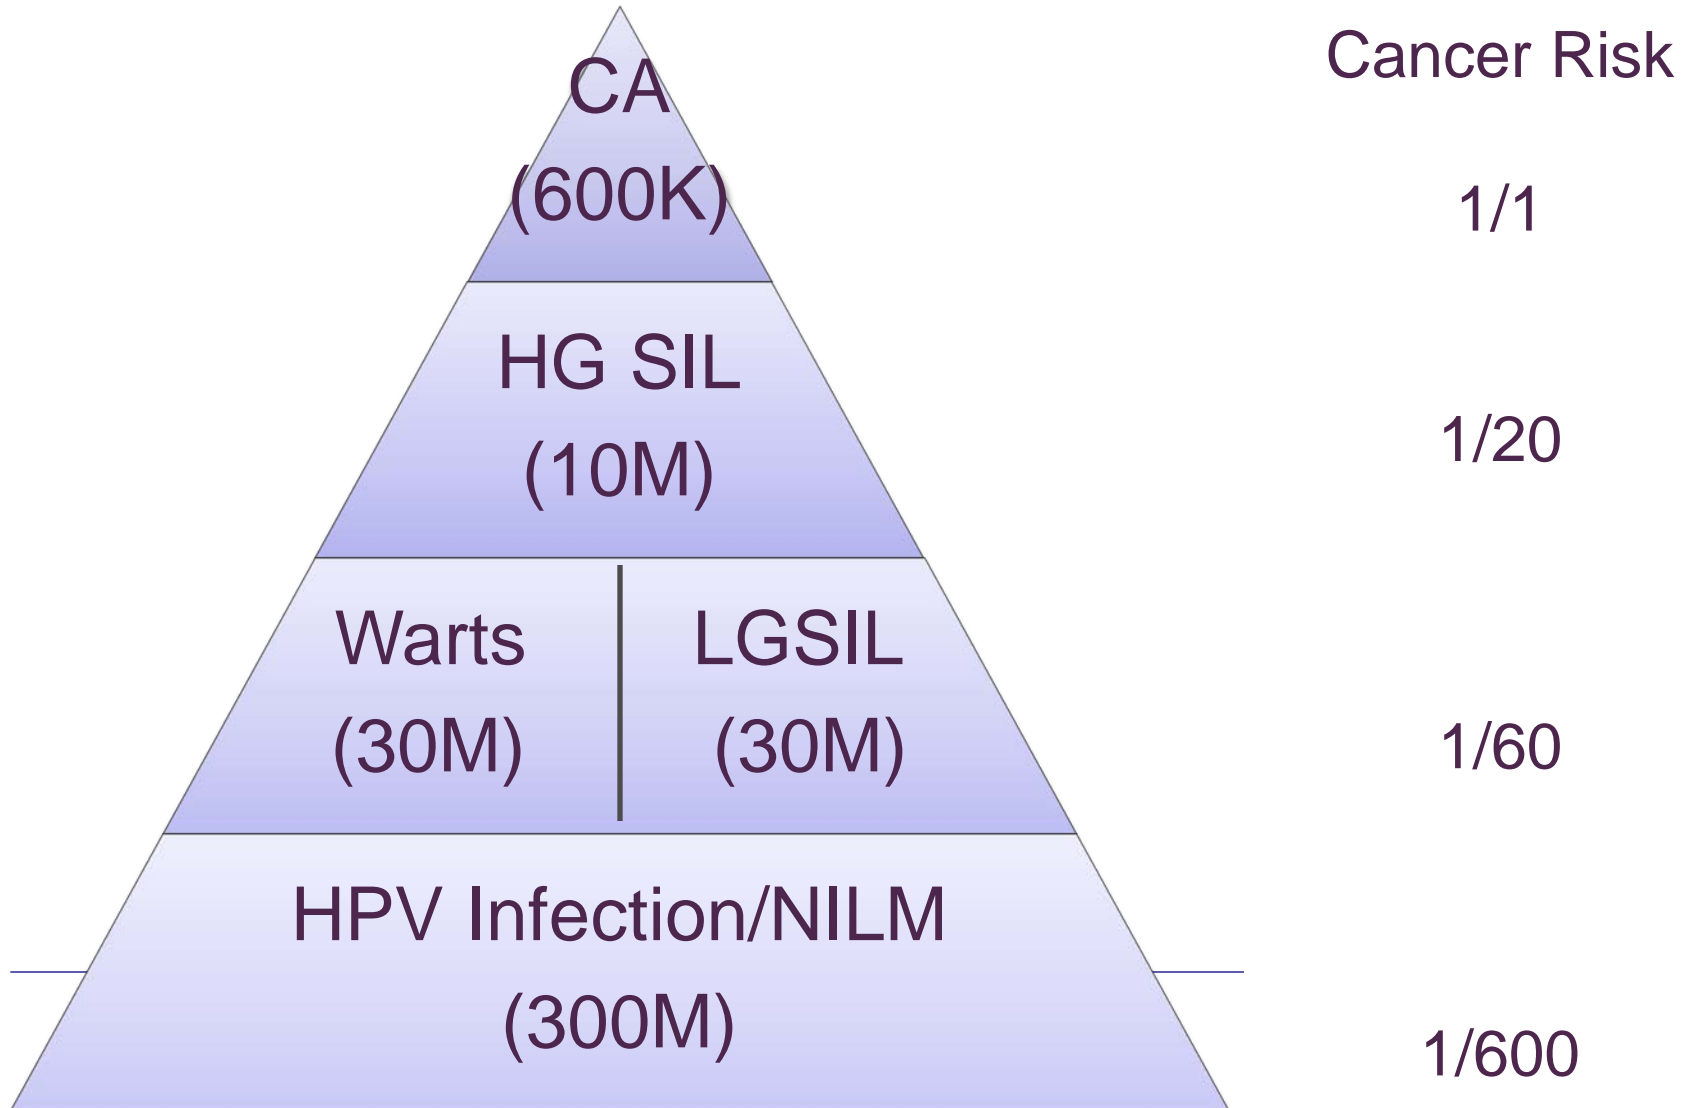 Cancer Risk
CA
(600K)
1/1
HG SIL
(10M)
1/20
Warts
(30M)
LGSIL
(30M)
1/60
HPV Infection/NILM
(300M)
1/600